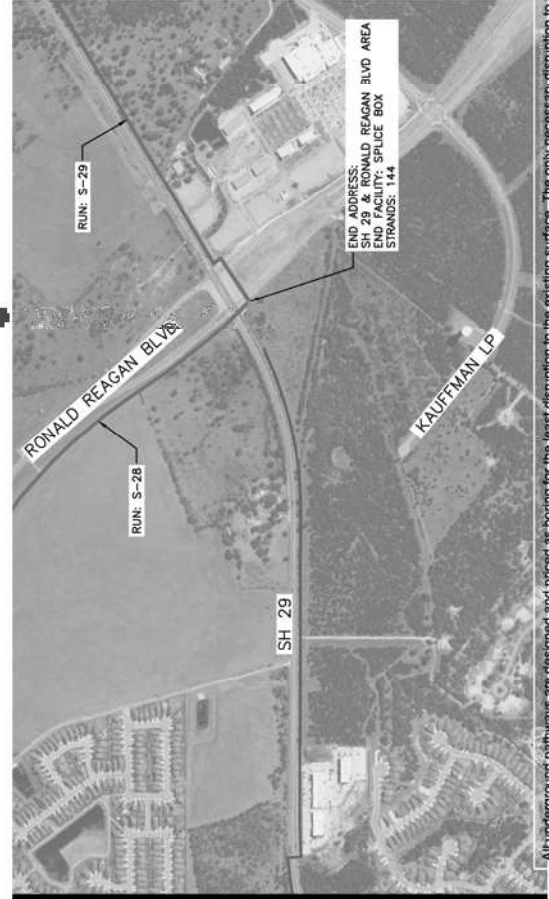 RUN: S-29
RONALD REAGAN BLVD
RUN: S-28
END ADDRESS:
SH 29 & RONALD REAGAN BLVD AREA
END FACILITY: SPLICE BOX
STRANDS: 144
KAUFFMAN LP
SH 29
All underground pathways are designed and priced as boring for the least disruption to the existing surface. The only necessary disruption to